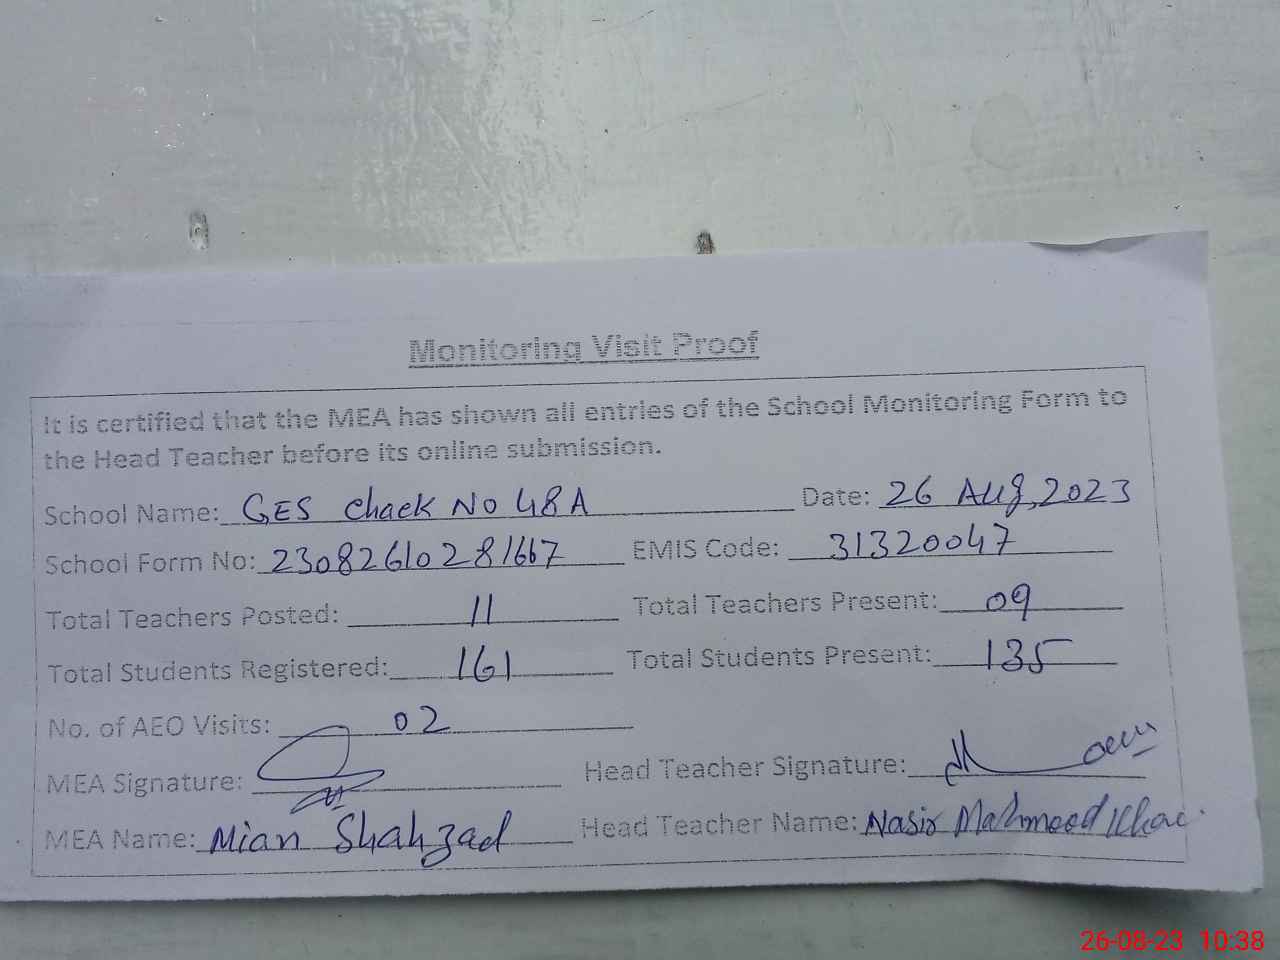 Monitoring Visit Proof
It is certified that the MEA has shown all entries of the School Monitoring Form to
the Head Teacher before its online submission.
School Name: GES Chack No 48A Date: 26 Aug, 2023
School Form No: 23082610281667 EMIS Code: 31320047
Total Teachers Posted: 11 Total Teachers Present: 09
Total Students Registered: 161 Total Students Present: 135
No. of AEO Visits: 02
MEA Signature: Head Teacher Signature:
MEA Name: Mian Shahzad Head Teacher Name: Nasir Mahmood Khan
26-08-23 10:38